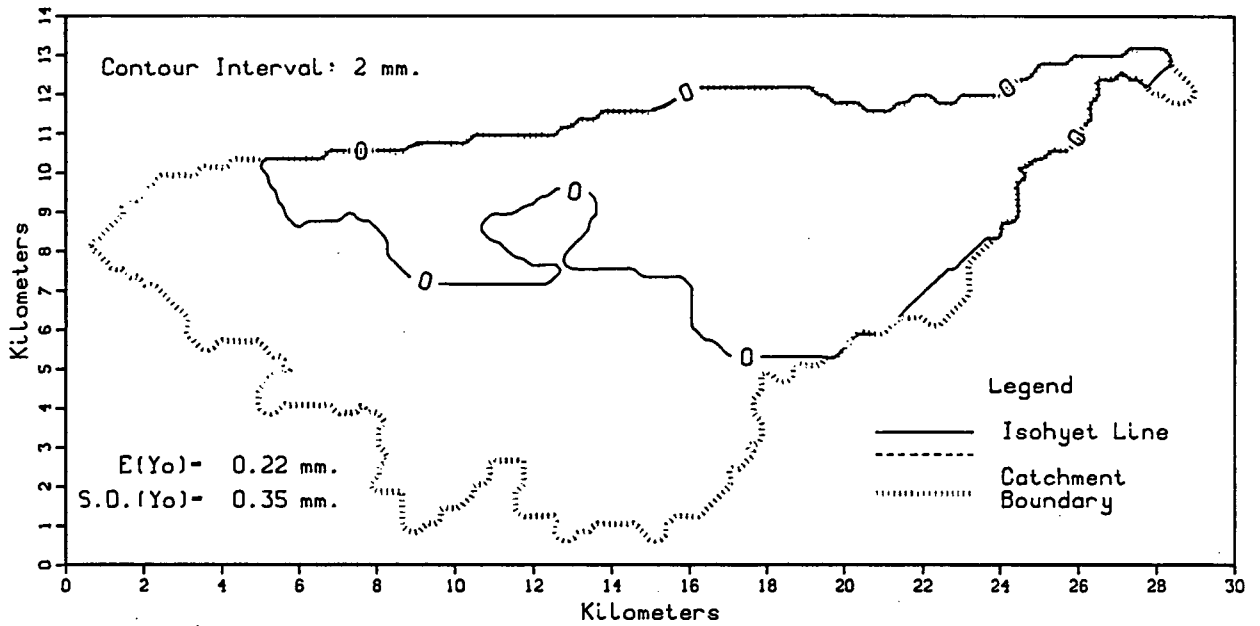 Contour Interval: 2 mm.
14
13
12
11
10
9
8
7
6
5
4
3
2
1
0
Kilometers
0
0
0
0
0
0
0
E(Yo)= 0.22 mm.
S.D.(Yo)= 0.35 mm.
Legend
Isohyet Line
Catchment
Boundary
0 2 4 6 8 10 12 14 16 18 20 22 24 26 28 30
Kilometers